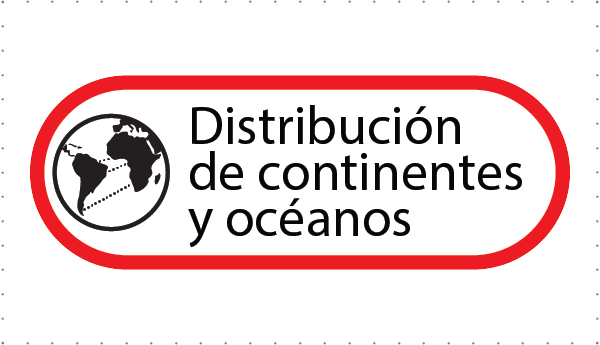 Distribución
de continentes
y océanos